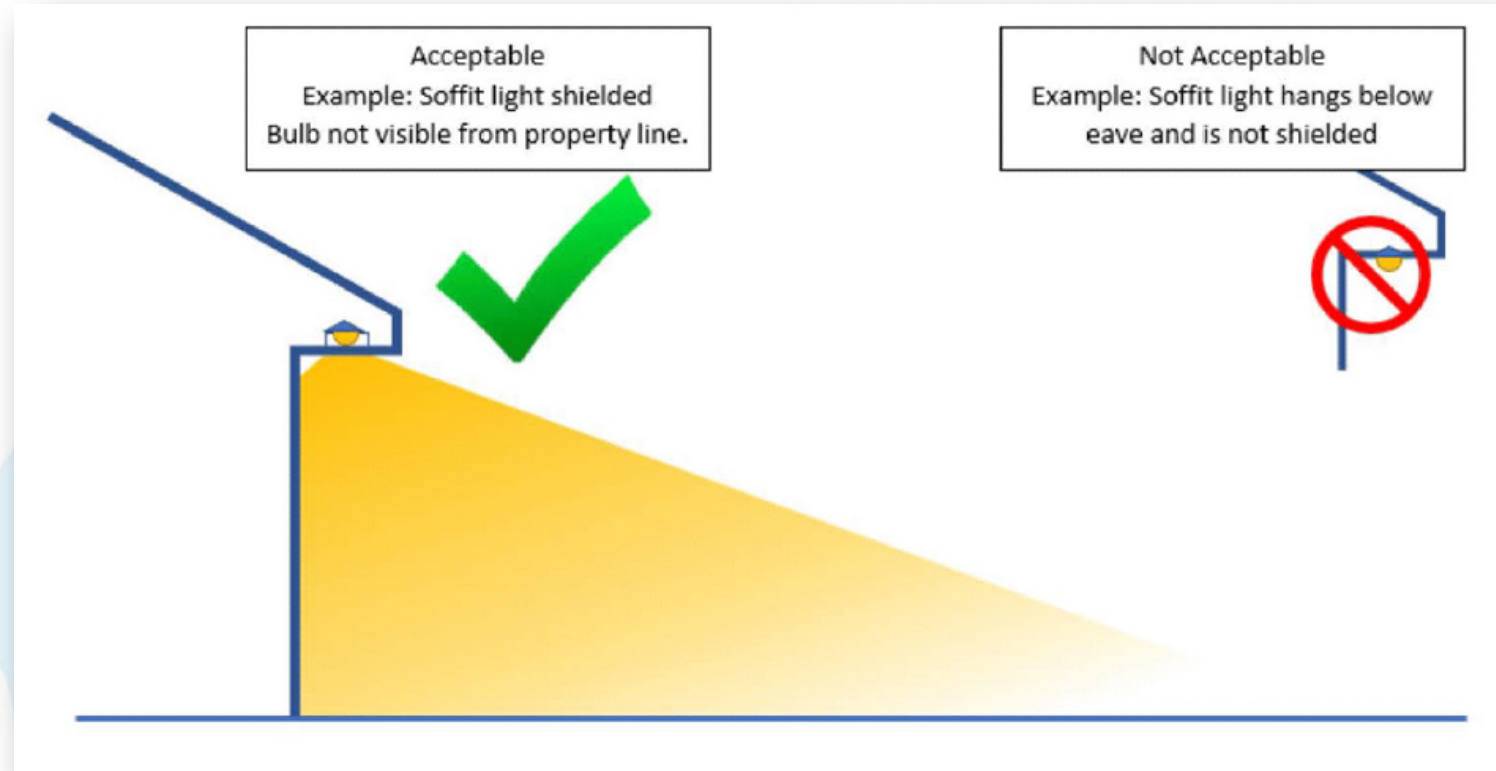 Acceptable
Example: Soffit light shielded
Bulb not visible from property line.
Not Acceptable
Example: Soffit light hangs below
eave and is not shielded